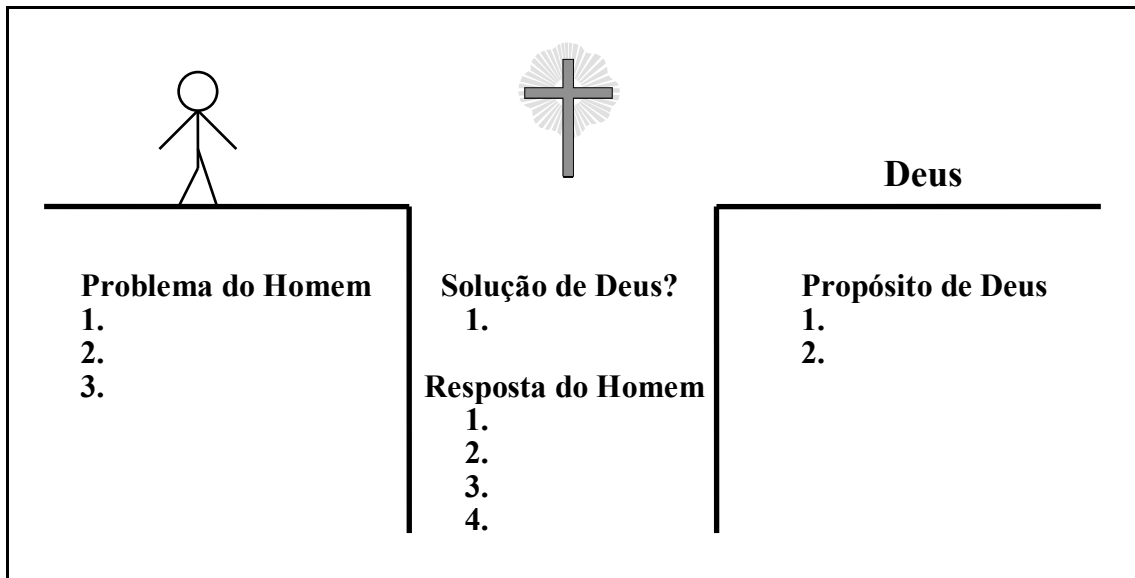 Deus
Problema do Homem
1.
2.
3.
Solução de Deus?
1.
Resposta do Homem
1.
2.
3.
4.
Propósito de Deus
1.
2.